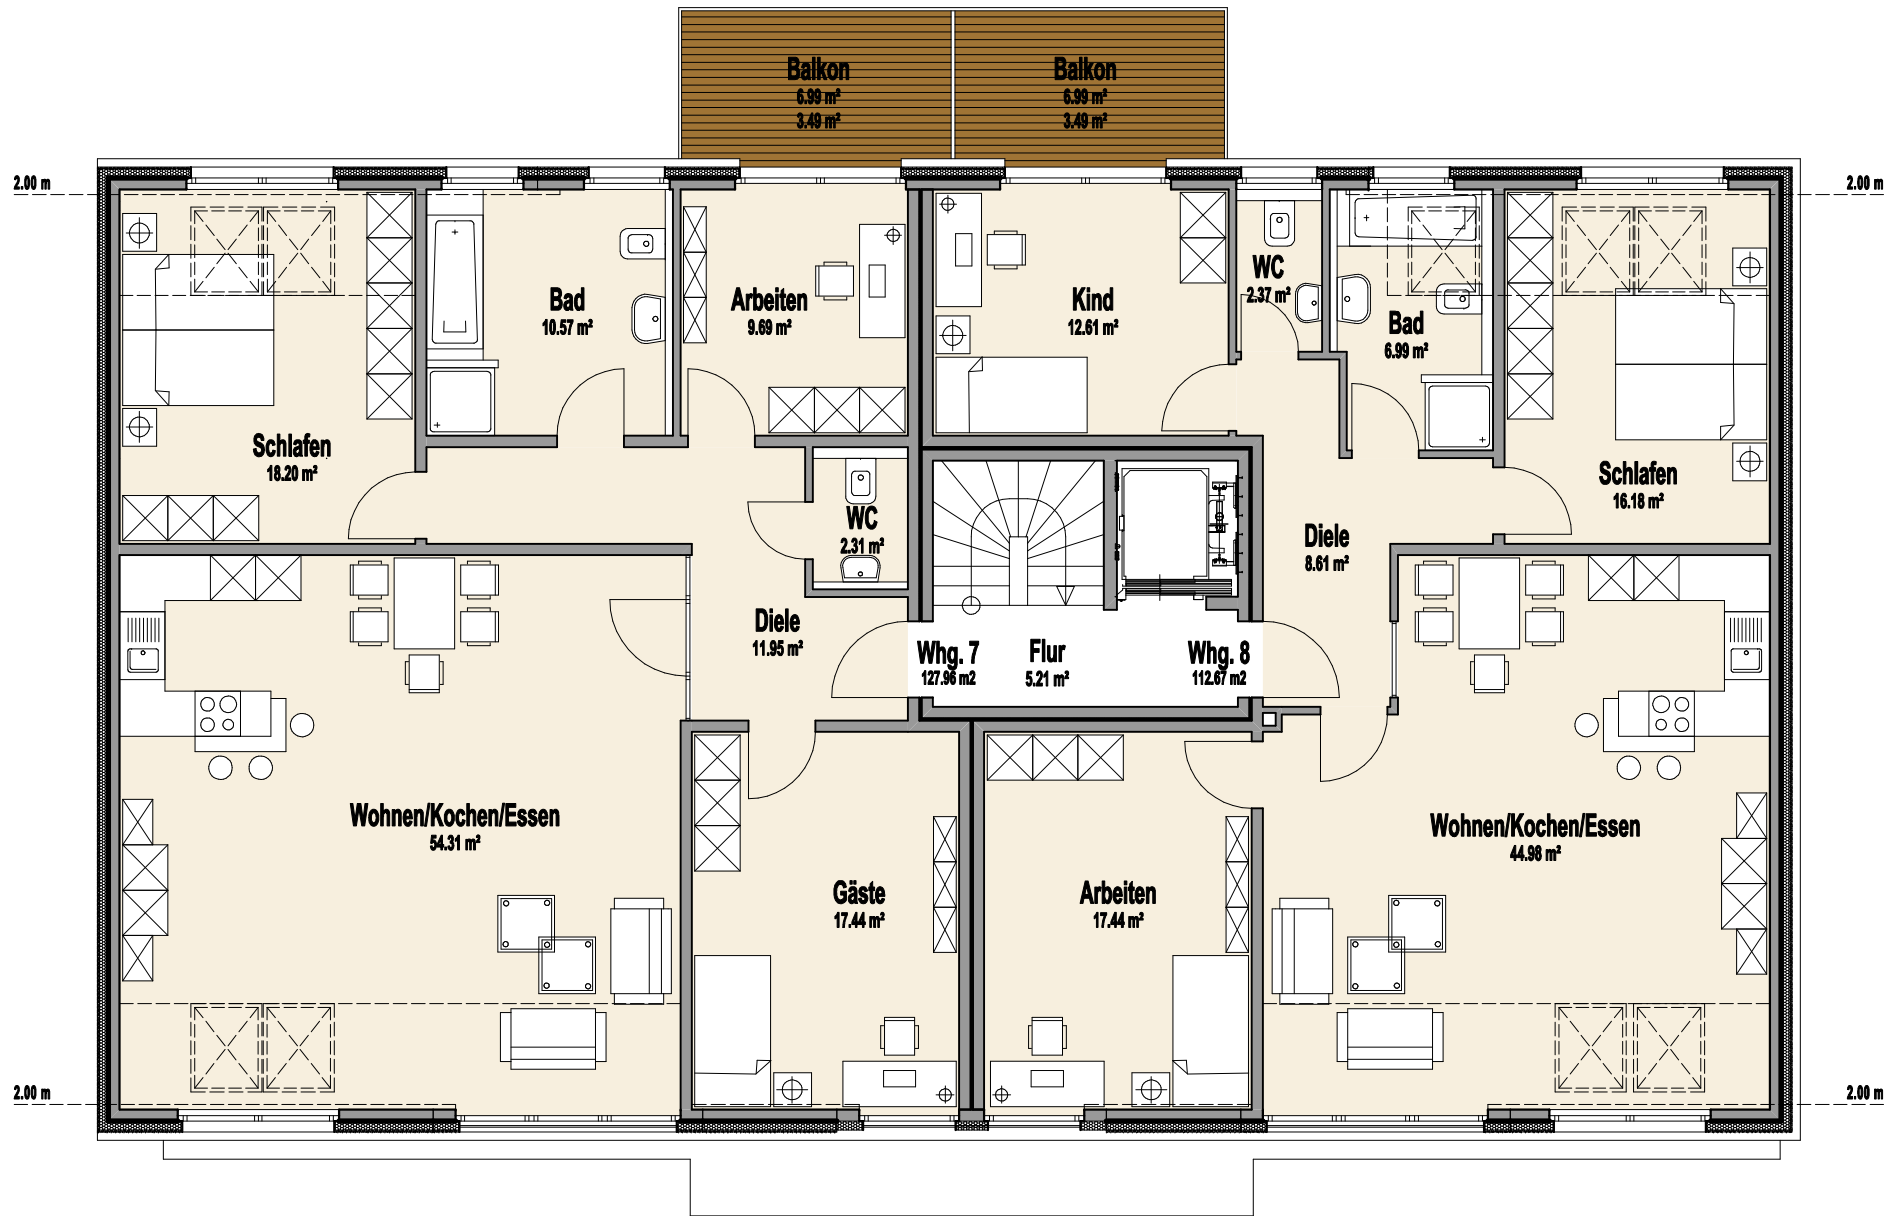 Balkon
6.99 m²
3.49 m²
Balkon
6.99 m²
3.49 m²
2.00 m
2.00 m
Bad
10.57 m²
Arbeiten
9.69 m²
Kind
12.61 m²
WC
2.37 m²
Bad
6.99 m²
Schlafen
18.20 m²
Schlafen
16.18 m²
WC
2.31 m²
Diele
8.61 m²
Diele
11.95 m²
Whg. 7
127.96 m2
Flur
5.21 m²
Whg. 8
112.67 m2
Wohnen/Kochen/Essen
54.31 m²
Wohnen/Kochen/Essen
44.98 m²
Gäste
17.44 m²
Arbeiten
17.44 m²
2.00 m
2.00 m